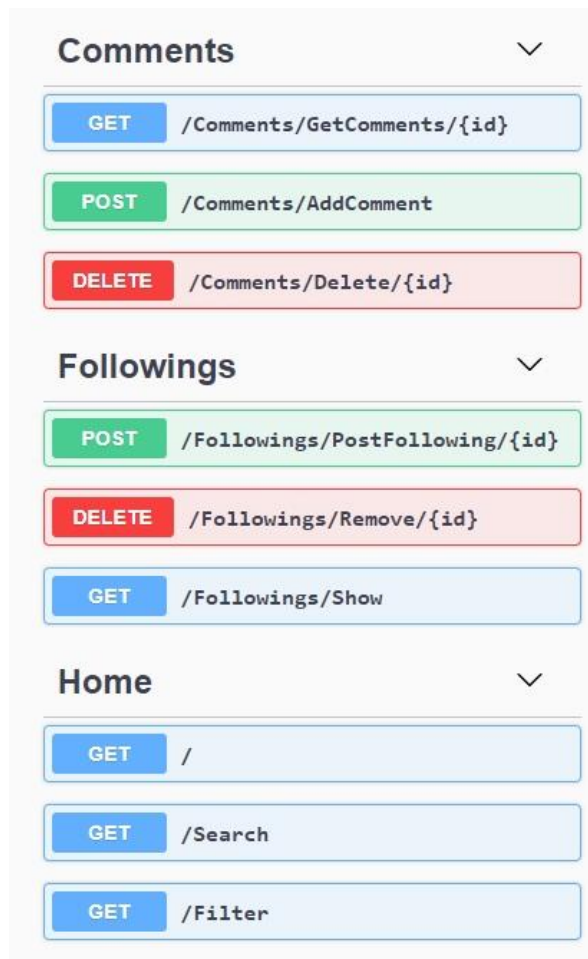 Comments
GET /Comments/GetComments/{id}
POST /Comments/AddComment
DELETE /Comments/Delete/{id}
Followings
POST /Followings/PostFollowing/{id}
DELETE /Followings/Remove/{id}
GET /Followings/Show
Home
GET /
GET /Search
GET /Filter